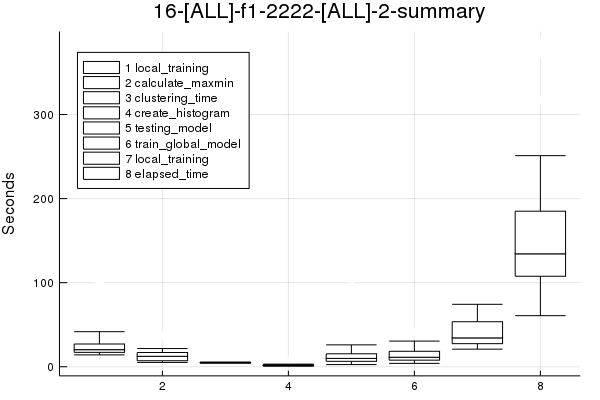 16-[ALL]-f1-2222-[ALL]-2-summary
1 local_training
2 calculate_maxmin
3 clustering_time
4 create_histogram
5 testing_model
6 train_global_model
7 local_training
8 elapsed_time
Seconds
300
200
100
0
2 4 6 8